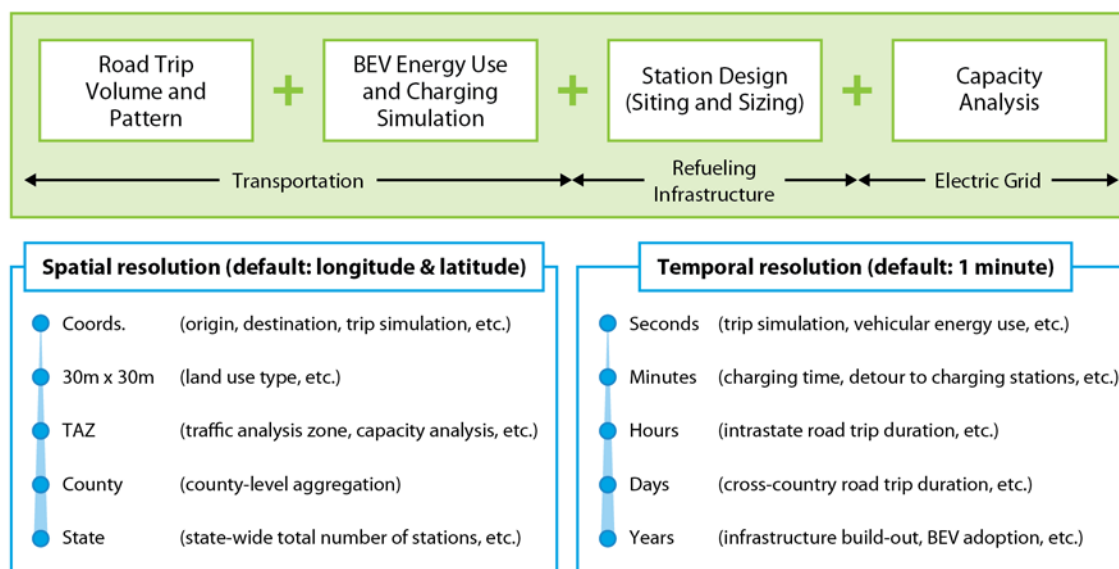 Road Trip
Volume and
Pattern
+
BEV Energy Use
and Charging
Simulation
+
Station Design
(Siting and Sizing)
+
Capacity
Analysis
Transportation
Refueling
Infrastructure
Electric Grid
Spatial resolution (default: longitude & latitude)
Coords. (origin, destination, trip simulation, etc.)
30m x 30m (land use type, etc.)
TAZ (traffic analysis zone, capacity analysis, etc.)
County (county-level aggregation)
State (state-wide total number of stations, etc.)
Temporal resolution (default: 1 minute)
Seconds (trip simulation, vehicular energy use, etc.)
Minutes (charging time, detour to charging stations, etc.)
Hours (intrastate road trip duration, etc.)
Days (cross-country road trip duration, etc.)
Years (infrastructure build-out, BEV adoption, etc.)